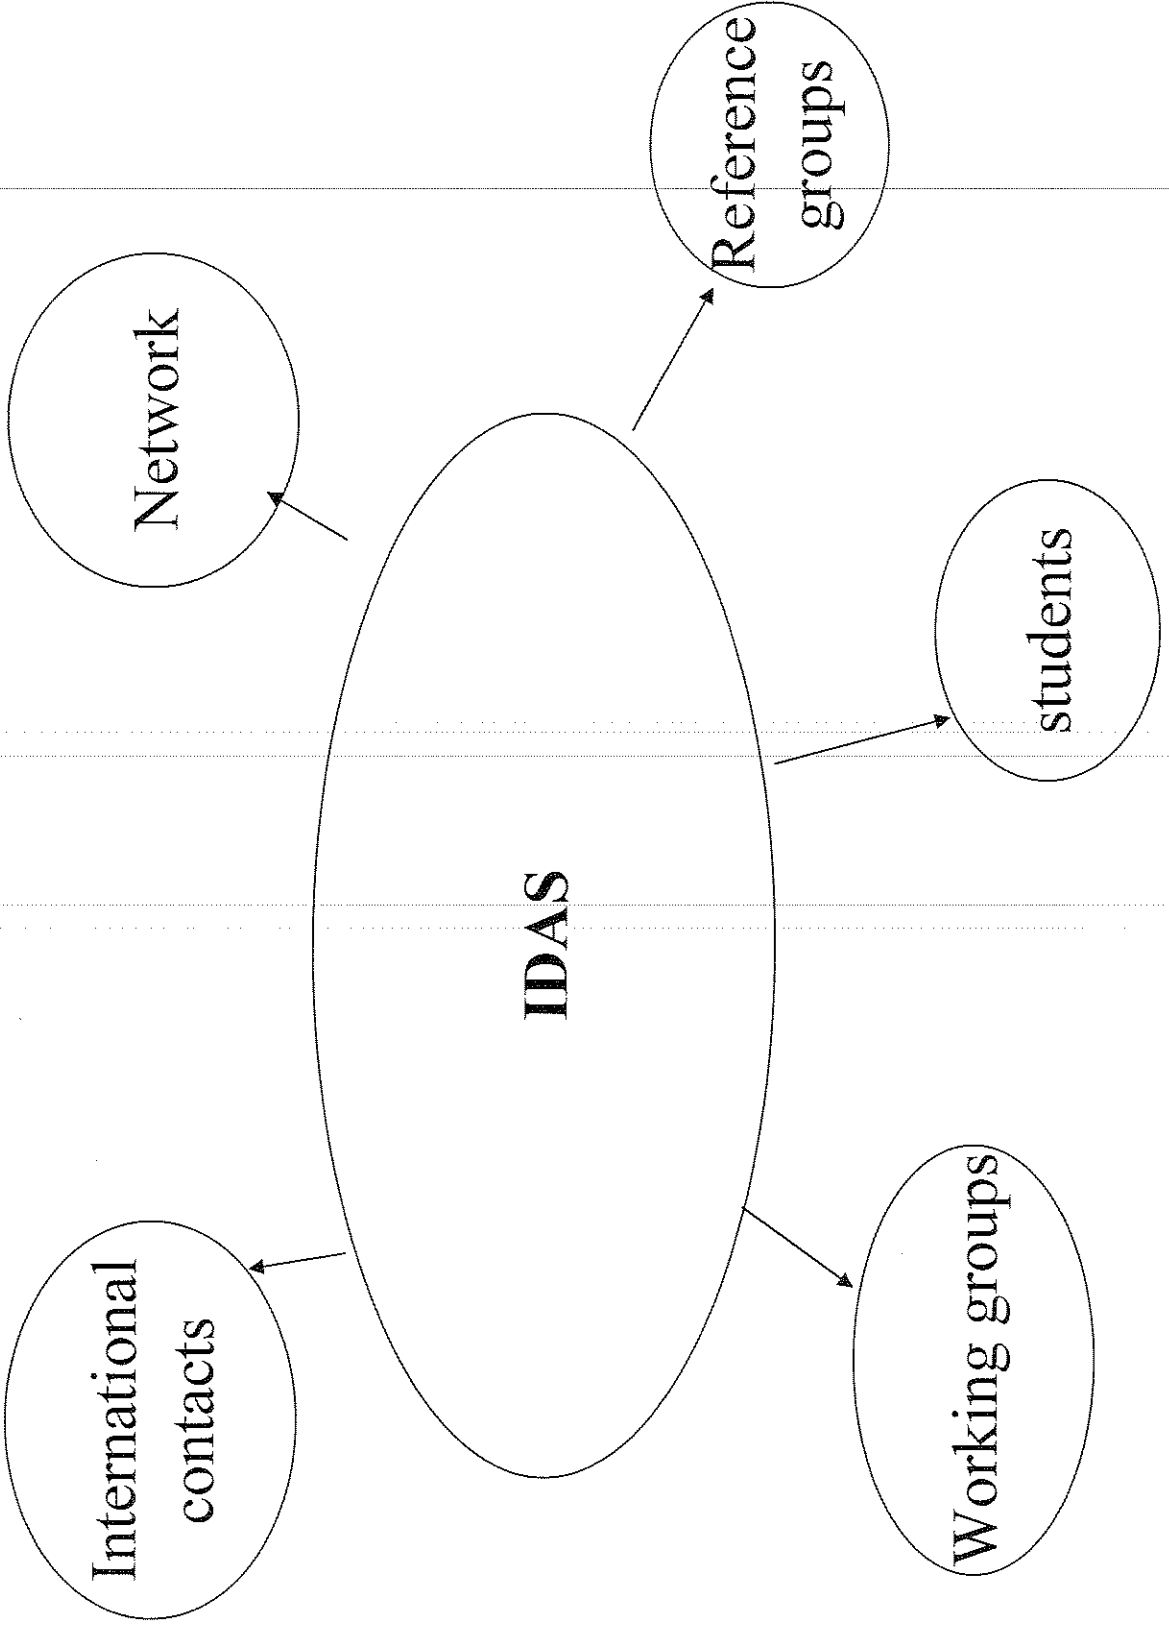 International
contacts
Network
IDAS
Reference
groups
Working groups
students